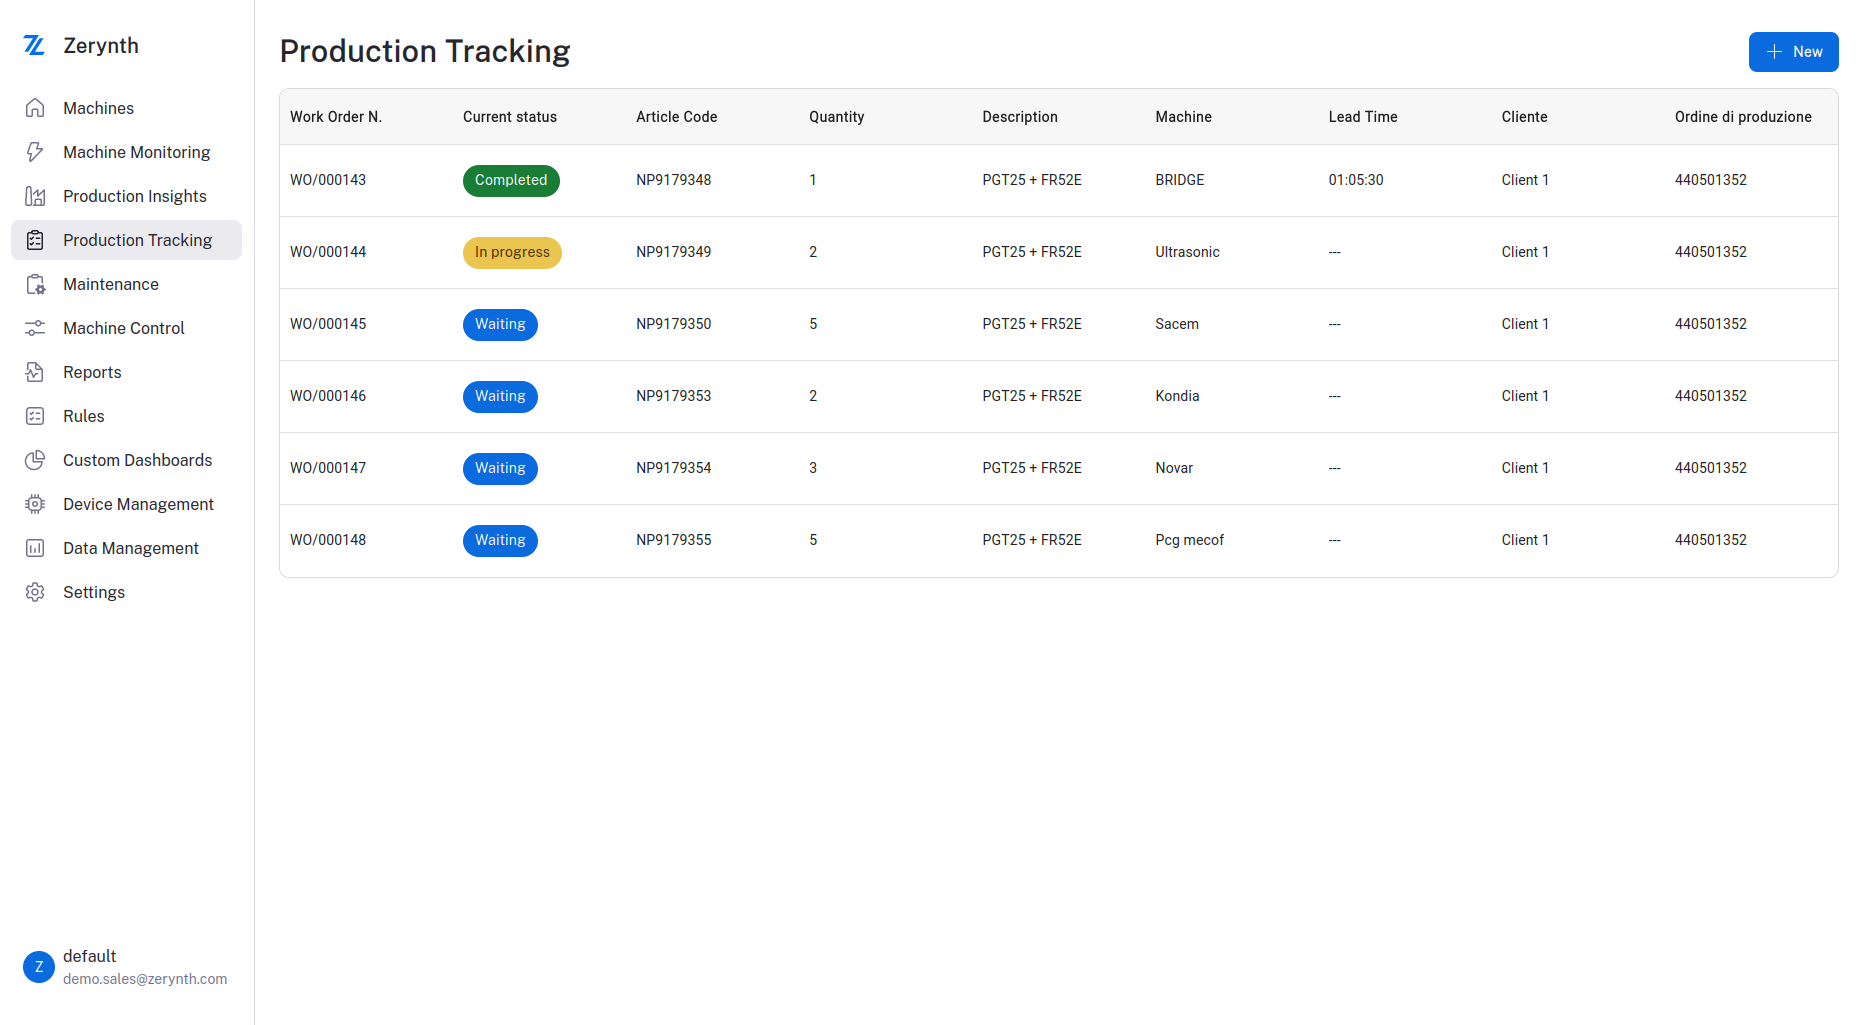 Zerynth
Machines
Machine Monitoring
Production Insights
Production Tracking
Maintenance
Machine Control
Reports
Rules
Custom Dashboards
Device Management
Data Management
Settings
Z
default
demo.sales@zerynth.com
Production Tracking
New
Work Order N. Current status Article Code Quantity Description Machine Lead Time Cliente Ordine di produzione
WO/000143 Completed NP9179348 1 PGT25 + FR52E BRIDGE 01:05:30 Client 1 440501352
WO/000144 In progress NP9179349 2 PGT25 + FR52E Ultrasonic --- Client 1 440501352
WO/000145 Waiting NP9179350 5 PGT25 + FR52E Sacem --- Client 1 440501352
WO/000146 Waiting NP9179353 2 PGT25 + FR52E Kondia --- Client 1 440501352
WO/000147 Waiting NP9179354 3 PGT25 + FR52E Novar --- Client 1 440501352
WO/000148 Waiting NP9179355 5 PGT25 + FR52E Pcg mecof --- Client 1 440501352